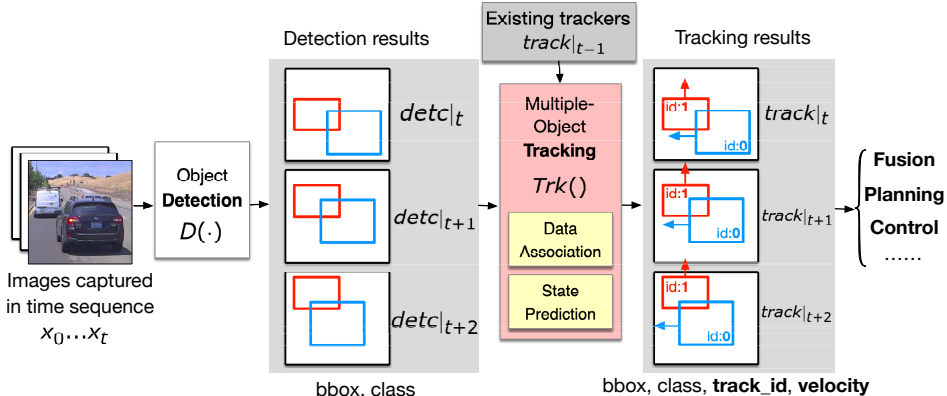 Existing trackers
track|t−1
Detection results
Tracking results
detc|t
detc|t+1
detc|t+2
Object
Detection
D(·)
Images captured
in time sequence
x0...xt
Multiple-
Object
Tracking
Trk()
Data
Association
State
Prediction
id:1
id:0
track|t
id:1
id:0
track|t+1
id:1
id:0
track|t+2
Fusion
Planning
Control
......
bbox, class
bbox, class, track_id, velocity